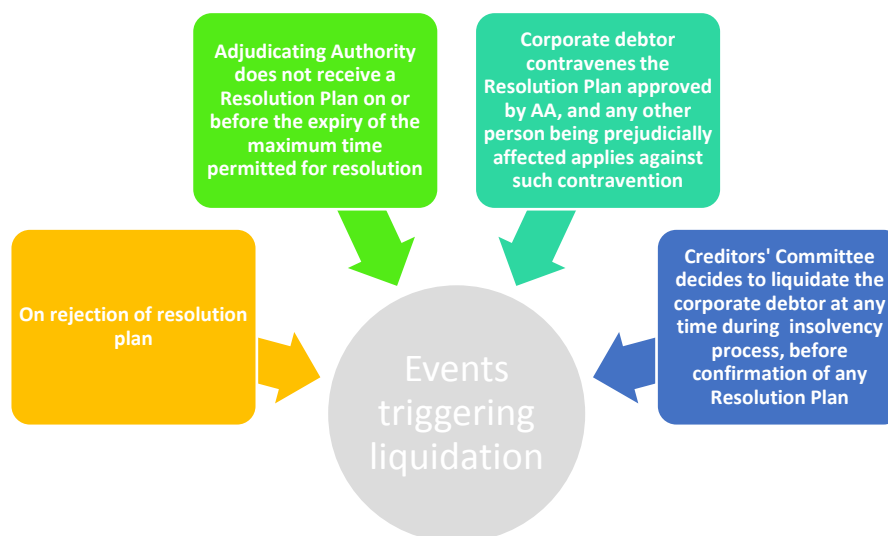 Adjudicating Authority
does not receive a
Resolution Plan on or
before the expiry of the
maximum time
permitted for resolution
Corporate debtor
contravenes the
Resolution Plan approved
by AA, and any other
person being prejudicially
affected applies against
such contravention
On rejection of resolution
plan
Creditors' Committee
decides to liquidate the
corporate debtor at any
time during insolvency
process, before
confirmation of any
Resolution Plan
Events
triggering
liquidation